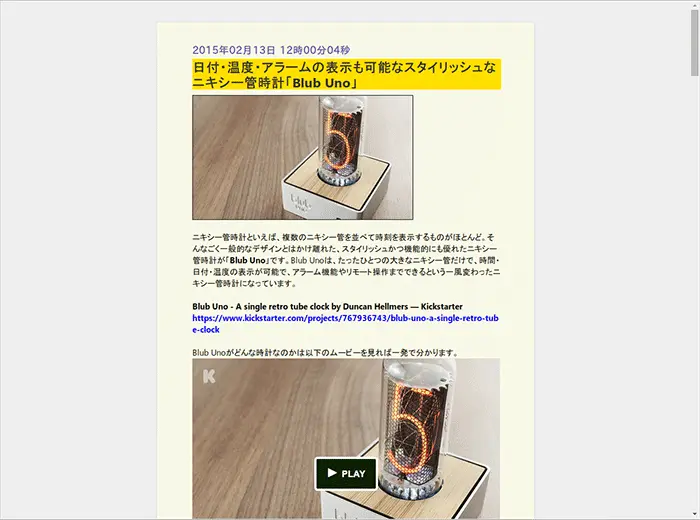 2015年02月13日 12時00分04秒
日付・温度・アラームの表示も可能なスタイリッシュな
ニキシー管時計「Blub Uno」
ニキシー管時計といえば、複数のニキシー管を並べて時刻を表示するものがほとんど。そ
んなごく一般的なデザインとはかけ離れた、スタイリッシュかつ機能的にも優れたニキシー
管時計が「Blub Uno」です。Blub Unoは、たったひとつの大きなニキシー管だけで、時間・
日付・温度の表示が可能で、アラーム機能やリモート操作までできるという一風変わったニ
キシー管時計になっています。
Blub Uno - A single retro tube clock by Duncan Hellmers — Kickstarter
https://www.kickstarter.com/projects/767936743/blub-uno-a-single-retro-tub
e-clock
Blub Unoがどんな時計なのかは以下のムービーを見れば一発で分かります。
K
5
PLAY